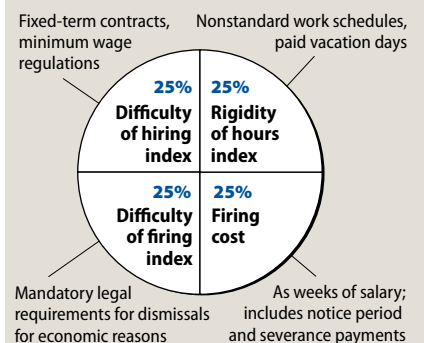 Fixed-term contracts,
minimum wage
regulations
Nonstandard work schedules,
paid vacation days
25%
Difficulty
of hiring
index
25%
Rigidity
of hours
index
25%
Difficulty
of firing
index
25%
Firing
cost
Mandatory legal
requirements for dismissals
for economic reasons
As weeks of salary;
includes notice period
and severance payments